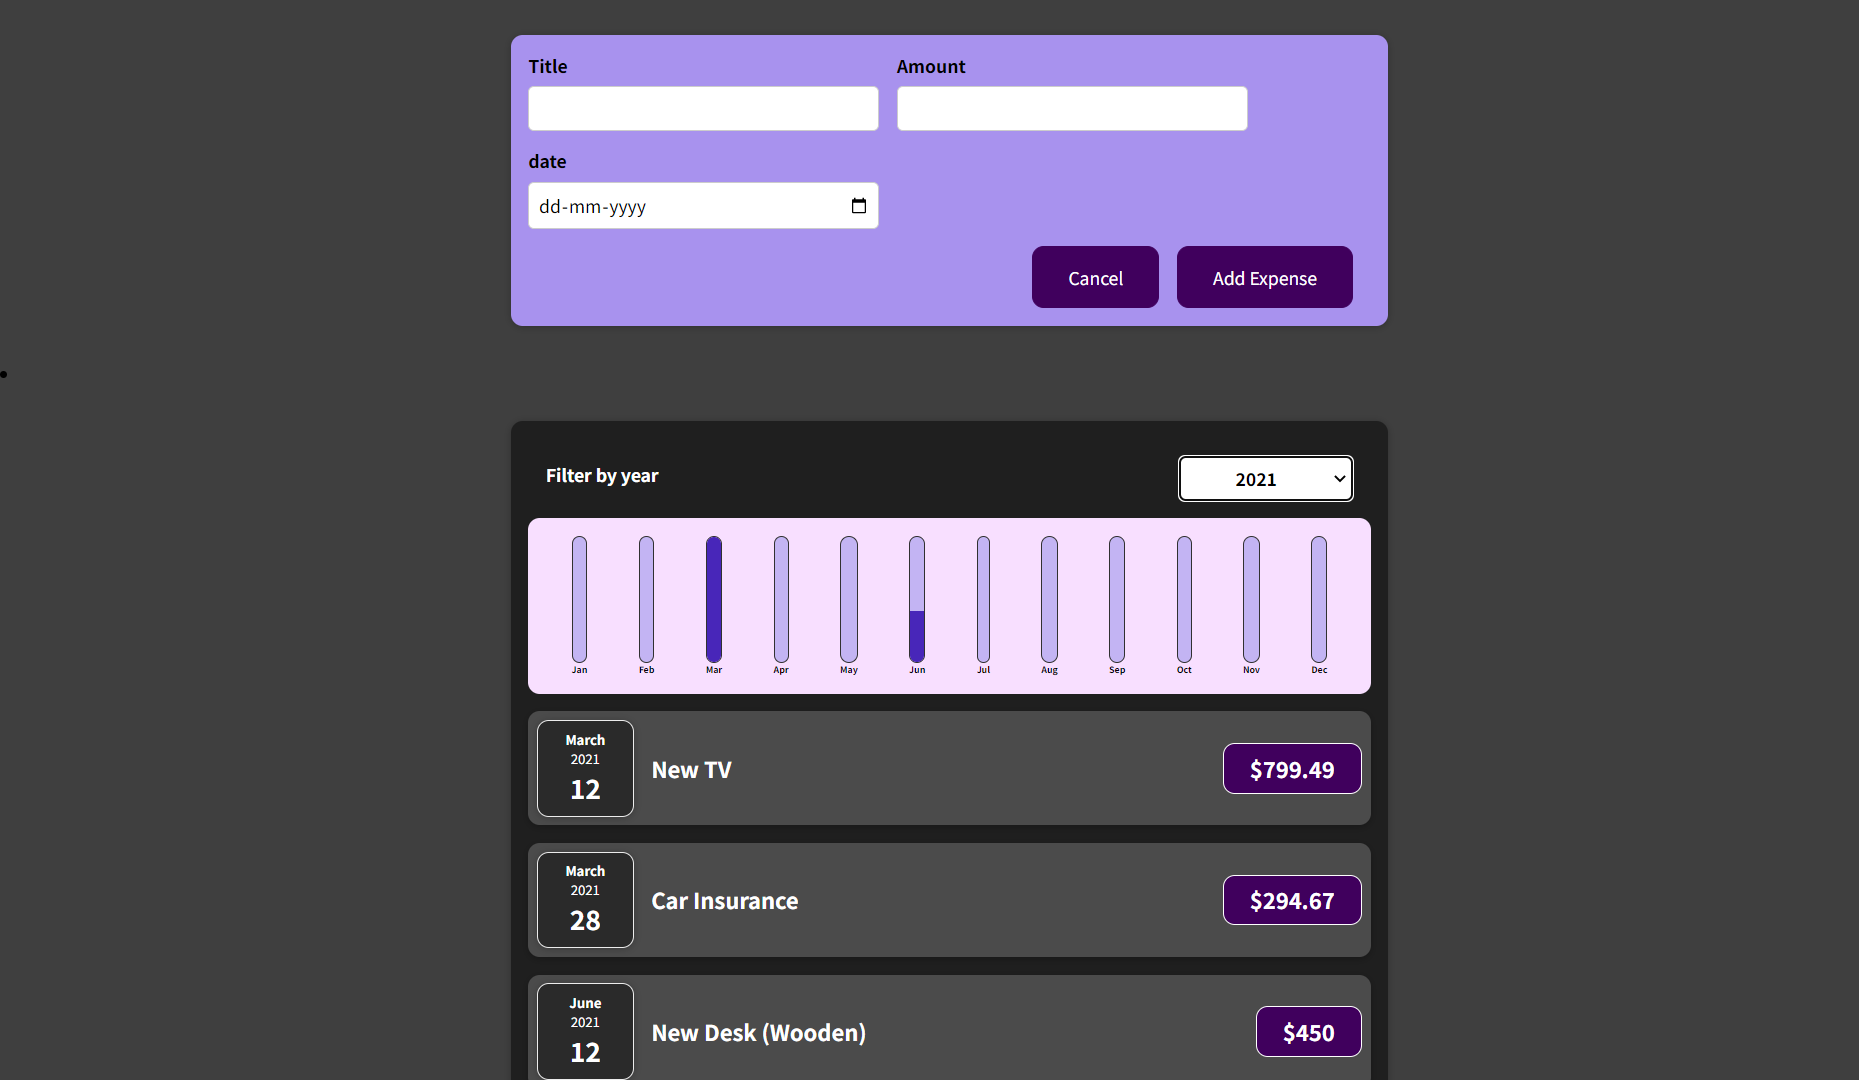 Title Amount
date
dd-mm-yyyy
Cancel Add Expense
Filter by year 2021
Jan Feb Mar Apr May Jun Jul Aug Sep Oct Nov Dec
March
2021
12
New TV
$799.49
March
2021
28
Car Insurance
$294.67
June
2021
12
New Desk (Wooden)
$450